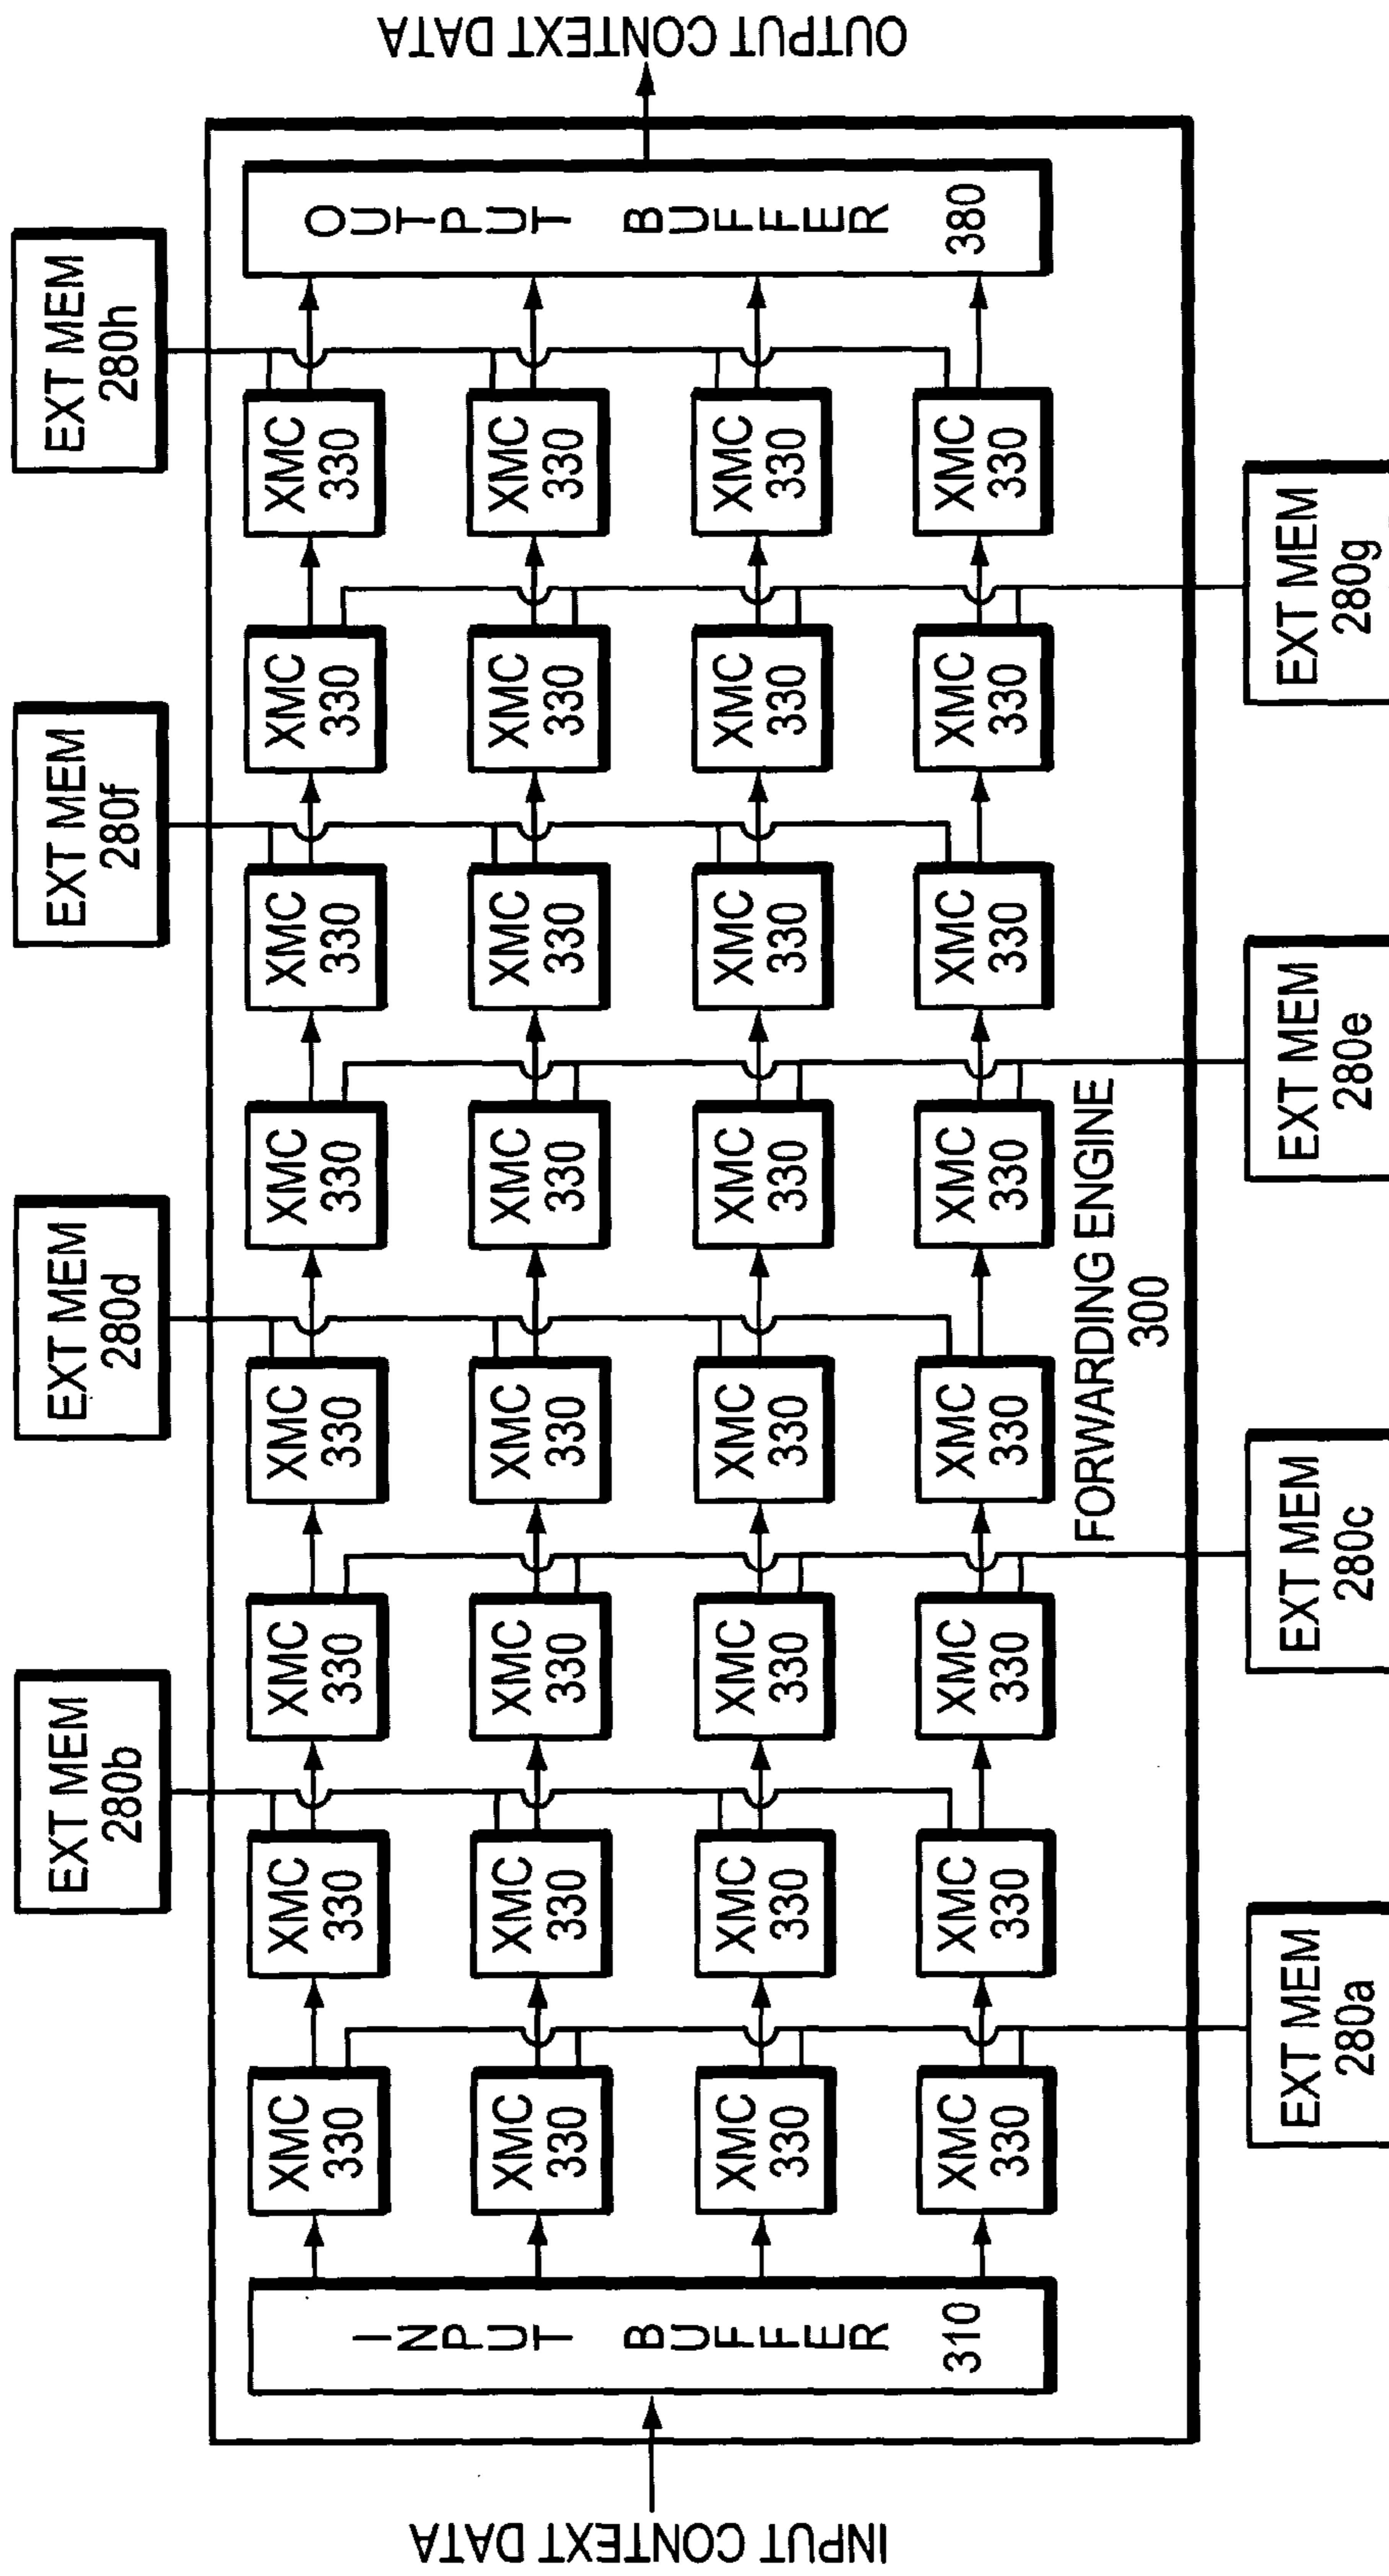 EXT MEM
280b
EXT MEM
280d
EXT MEM
280f
EXT MEM
280h
INPUT CONTEXT DATA
INPUT BUFFER
310
XMC
330
XMC
330
XMC
330
XMC
330
XMC
330
XMC
330
XMC
330
XMC
330
XMC
330
XMC
330
XMC
330
XMC
330
XMC
330
XMC
330
XMC
330
XMC
330
XMC
330
XMC
330
XMC
330
XMC
330
XMC
330
XMC
330
XMC
330
XMC
330
XMC
330
XMC
330
XMC
330
XMC
330
XMC
330
XMC
330
XMC
330
XMC
330
OUTPUT BUFFER
380
OUTPUT CONTEXT DATA
FORWARDING ENGINE
300
EXT MEM
280a
EXT MEM
280c
EXT MEM
280e
EXT MEM
280g